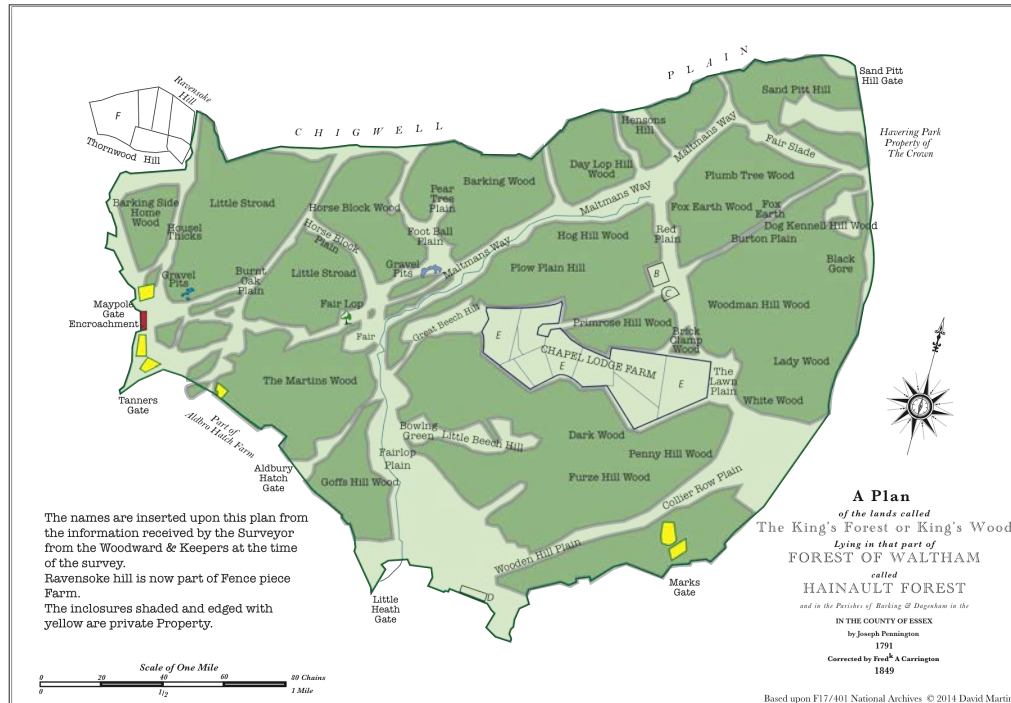 Ravensoke
Hill
F
Thornwood Hill
C H I G W E L L
P L A I N
Sand Pitt
Hill Gate
Sand Pitt Hill
Hensons
Hill
Maltmans Way
Fair Slade
Havering Park
Property of
The Crown
Day Lop Hill
Wood
Plumb Tree Wood
Barking Wood
Pear
Tree
Plain
Maltmans Way
Barking Side
Home
Wood
Little Stroad
Horse Block Wood
Fox Earth Wood
Fox
Earth
Dog Kennell Hill Wood
Housel
Thicks
Horse Block
Plain
Foot Ball
Plain
Hog Hill Wood
Red
Plain
Burton Plain
Maltmans Way
Gravel
Pits
Burnt
Oak
Plain
Little Stroad
Gravel
Pits
Plow Plain Hill
B
Black
Gore
C
Maypole
Gate
Encroachment
Fair Lop
Fair
Great Beech Hill
E
Primrose Hill Wood
Woodman Hill Wood
Brick
Clamp
Wood
CHAPEL LODGE FARM
E
E
Lady Wood
The
Lawn
Plain
The Martins Wood
White Wood
Tanners
Gate
Part of
Aldbro Hatch Farm
Bowling
Green
Little Beech Hill
Dark Wood
Fairlop
Plain
Penny Hill Wood
Aldbury
Hatch
Gate
Goffs Hill Wood
Furze Hill Wood
Collier Row Plain
Wooden Hill Plain
Marks
Gate
Little
Heath
Gate
D
N
S
The names are inserted upon this plan from
the information received by the Surveyor
from the Woodward & Keepers at the time
of the survey.
Ravensoke hill is now part of Fence piece
Farm.
The inclosures shaded and edged with
yellow are private Property.
Scale of One Mile
0 20 40 60 80 Chains
0 1/2 1 Mile
A Plan
of the lands called
The King's Forest or King's Wood
Lying in that part of
FOREST OF WALTHAM
called
HAINAULT FOREST
and in the Parishes of Barking & Dagenham in the
IN THE COUNTY OF ESSEX
by Joseph Pennington
1791
Corrected by Fredk A Carrington
1849
Based upon F17/401 National Archives © 2014 David Martin